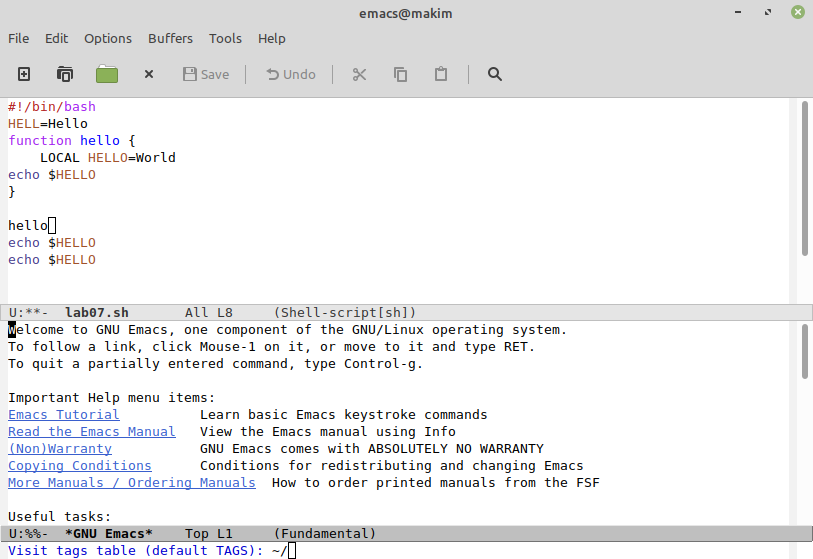 emacs@makim
File Edit Options Buffers Tools Help
Save Undo
#!/bin/bash
HELL=Hello
function hello {
    LOCAL HELLO=World
echo $HELLO
}
hello
echo $HELLO
echo $HELLO
U:**-  lab07.sh       All L8     (Shell-script[sh])
Welcome to GNU Emacs, one component of the GNU/Linux operating system.
To follow a link, click Mouse-1 on it, or move to it and type RET.
To quit a partially entered command, type Control-g.
Important Help menu items:
Emacs Tutorial          Learn basic Emacs keystroke commands
Read the Emacs Manual   View the Emacs manual using Info
(Non)Warranty           GNU Emacs comes with ABSOLUTELY NO WARRANTY
Copying Conditions      Conditions for redistributing and changing Emacs
More Manuals / Ordering Manuals  How to order printed manuals from the FSF
Useful tasks:
U:%%-  *GNU Emacs*    Top L1     (Fundamental)
Visit tags table (default TAGS): ~/